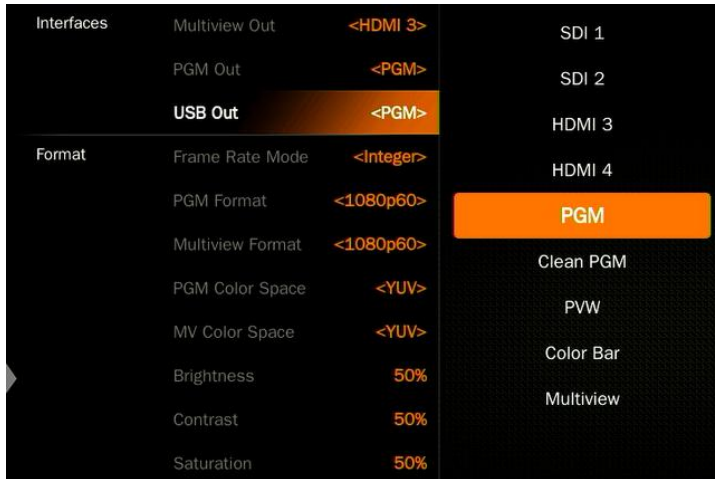 Interfaces
Multiview Out <HDMI 3>
PGM Out <PGM>
USB Out <PGM>
Format
Frame Rate Mode <Integer>
PGM Format <1080p60>
Multiview Format <1080p60>
PGM Color Space <YUV>
MV Color Space <YUV>
Brightness 50%
Contrast 50%
Saturation 50%
SDI 1
SDI 2
HDMI 3
HDMI 4
PGM
Clean PGM
PVW
Color Bar
Multiview